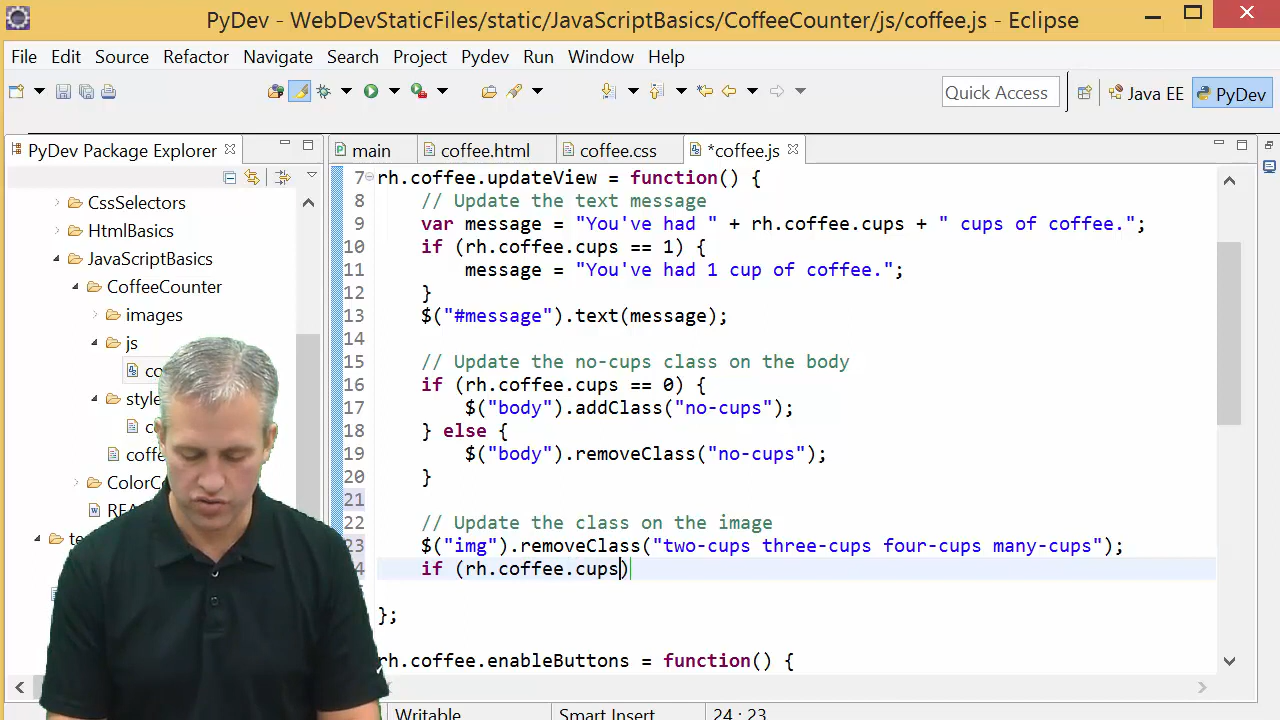 PyDev - WebDevStaticFiles/static/JavaScriptBasics/CoffeeCounter/js/coffee.js - Eclipse
File Edit Source Refactor Navigate Search Project Pydev Run Window Help
Quick Access Java EE PyDev
PyDev Package Explorer main coffee.html coffee.css *coffee.js
CssSelectors
HtmlBasics
JavaScriptBasics
CoffeeCounter
images
js
7 rh.coffee.updateView = function() {
8 // Update the text message
9 var message = "You've had " + rh.coffee.cups + " cups of coffee.";
10 if (rh.coffee.cups == 1) {
11 message = "You've had 1 cup of coffee.";
12 }
13 $("#message").text(message);
14
15 // Update the no-cups class on the body
16 if (rh.coffee.cups == 0) {
17 $("body").addClass("no-cups");
18 } else {
19 $("body").removeClass("no-cups");
20 }
21
22 // Update the class on the image
23 $("img").removeClass("two-cups three-cups four-cups many-cups");
if (rh.coffee.cups)
};
rh.coffee.enableButtons = function() {
Writable Smart Insert 24 : 23